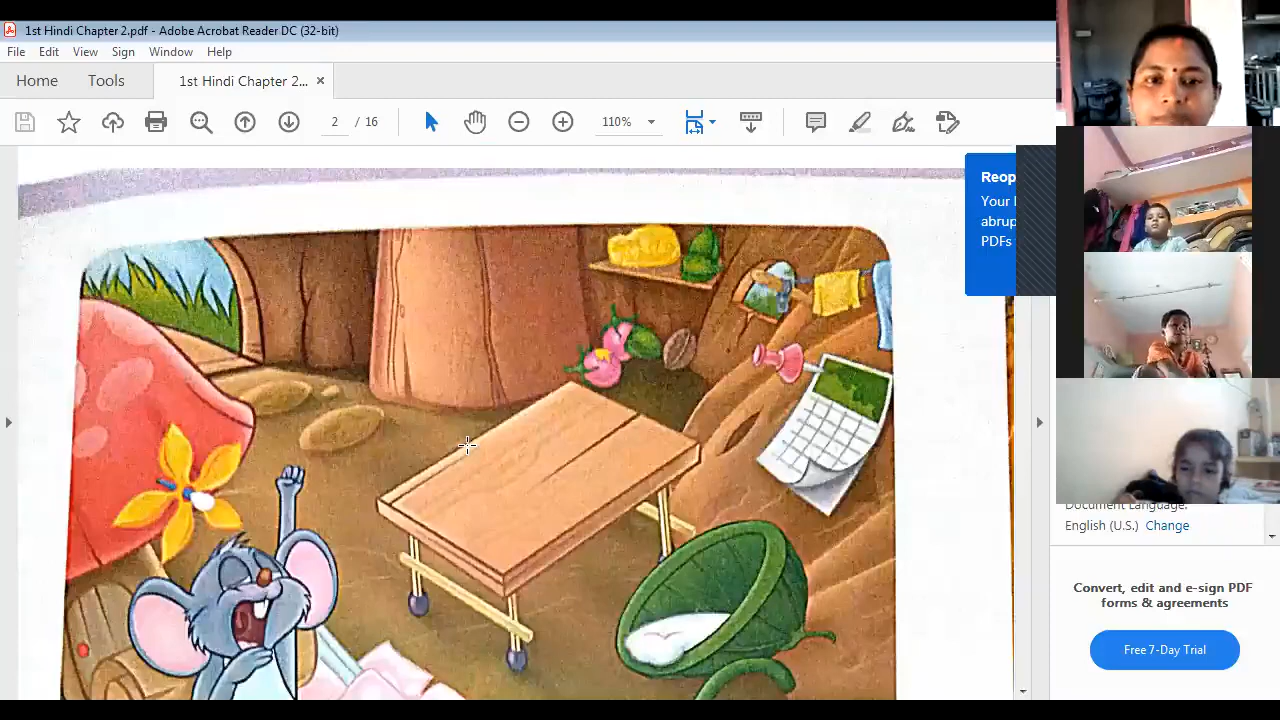 1st Hindi Chapter 2.pdf - Adobe Acrobat Reader DC (32-bit)
File Edit View Sign Window Help
Home Tools 1st Hindi Chapter 2... ×
2 / 16 110%
Reop
Your
abrup
PDFs
Document Language:
English (U.S.) Change
Convert, edit and e-sign PDF
forms & agreements
Free 7-Day Trial